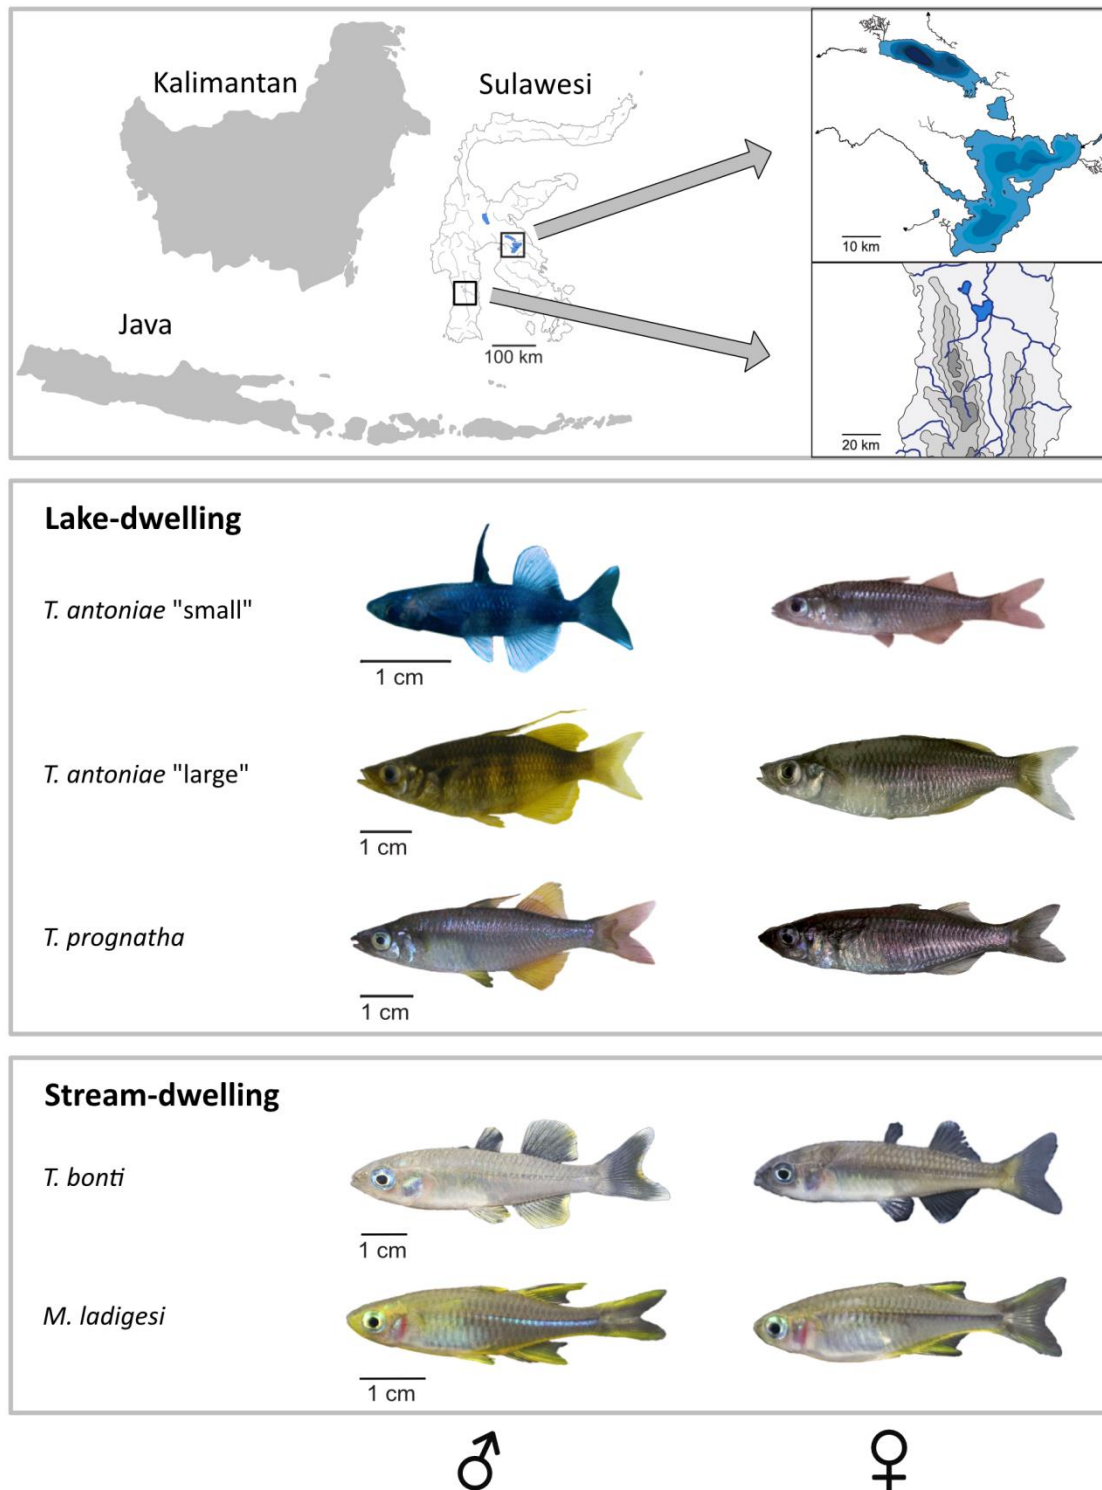 Kalimantan
Sulawesi
Java
100 km
10 km
20 km
Lake-dwelling
T. antoniae "small"
1 cm
T. antoniae "large"
1 cm
T. prognatha
1 cm
Stream-dwelling
T. bonti
1 cm
M. ladigesi
1 cm
♂ ♀